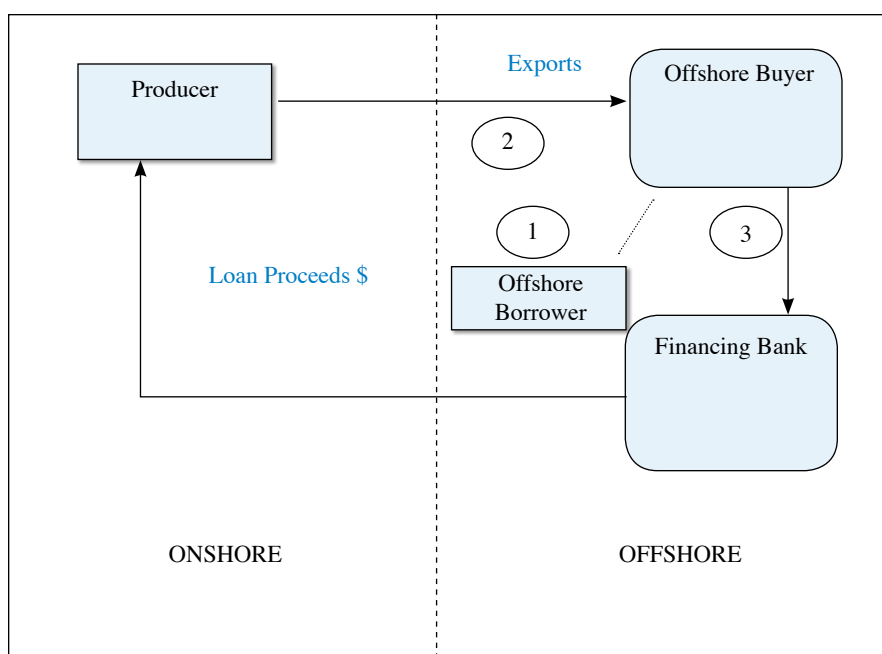 Exports
Offshore Buyer
Producer
2
1
3
Loan Proceeds $
Offshore
Borrower
Financing Bank
ONSHORE
OFFSHORE